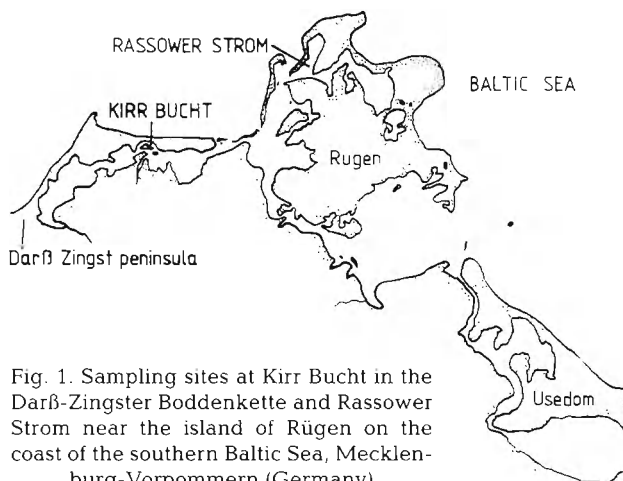 RASSOWER STROM
BALTIC SEA
KIRR BUCHT
Rugen
Darß Zingst peninsula
Usedom
Fig. 1. Sampling sites at Kirr Bucht in the
Darß-Zingster Boddenkette and Rassower
Strom near the island of Rügen on the
coast of the southern Baltic Sea, Mecklen-
burg-Vorpommern (Germany)